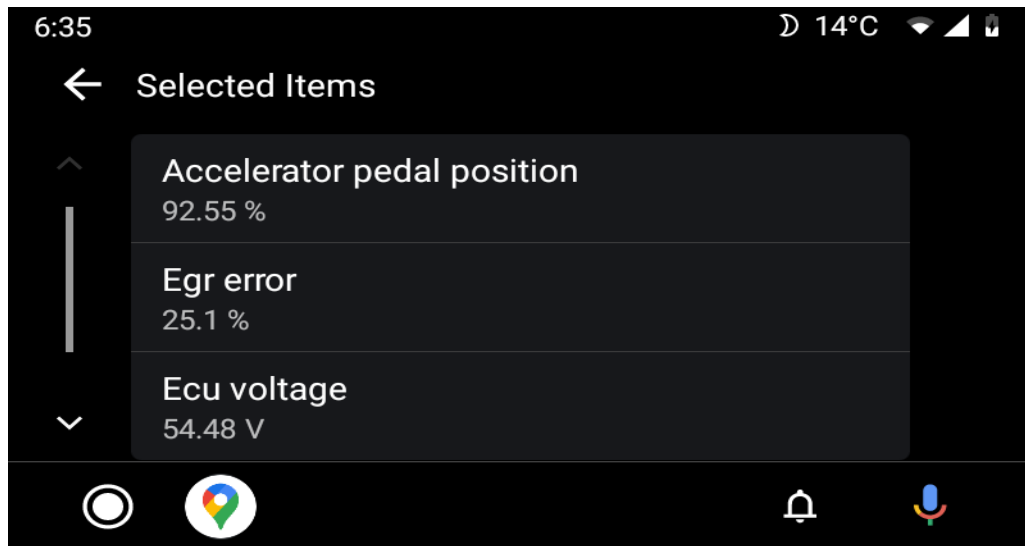 6:35 14°C
Selected Items
Accelerator pedal position
92.55 %
Egr error
25.1 %
Ecu voltage
54.48 V